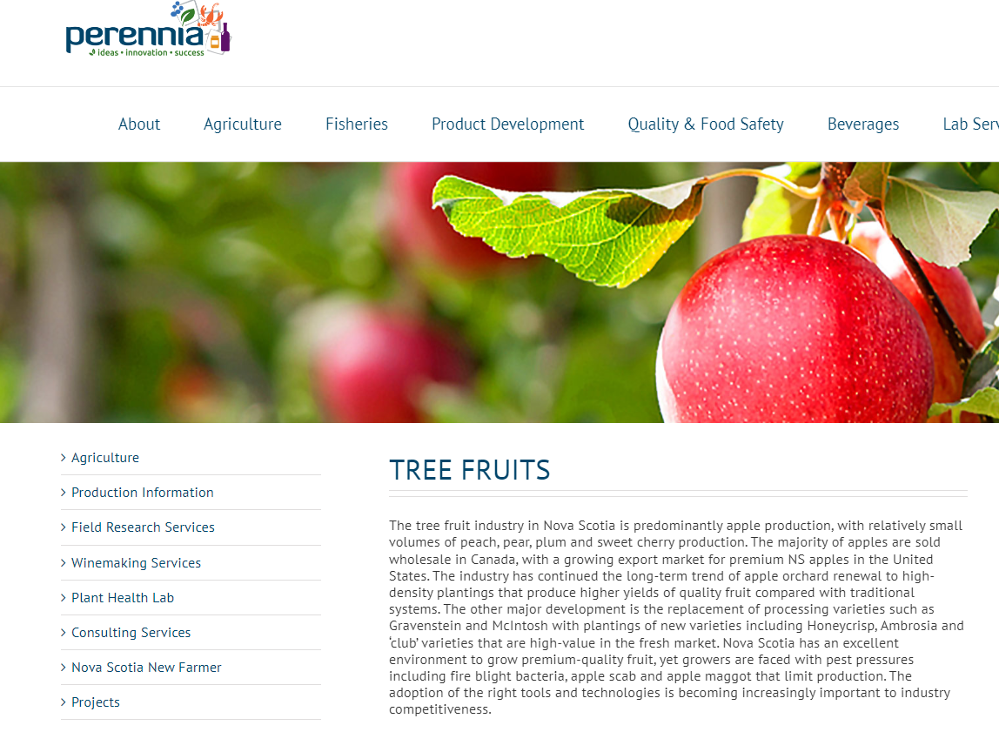 perennia
ideas • innovation • success
About Agriculture Fisheries Product Development Quality & Food Safety Beverages Lab Serv
Agriculture
Production Information
Field Research Services
Winemaking Services
Plant Health Lab
Consulting Services
Nova Scotia New Farmer
Projects
TREE FRUITS
The tree fruit industry in Nova Scotia is predominantly apple production, with relatively small
volumes of peach, pear, plum and sweet cherry production. The majority of apples are sold
wholesale in Canada, with a growing export market for premium NS apples in the United
States. The industry has continued the long-term trend of apple orchard renewal to high-
density plantings that produce higher yields of quality fruit compared with traditional
systems. The other major development is the replacement of processing varieties such as
Gravenstein and McIntosh with plantings of new varieties including Honeycrisp, Ambrosia and
‘club’ varieties that are high-value in the fresh market. Nova Scotia has an excellent
environment to grow premium-quality fruit, yet growers are faced with pest pressures
including fire blight bacteria, apple scab and apple maggot that limit production. The
adoption of the right tools and technologies is becoming increasingly important to industry
competitiveness.